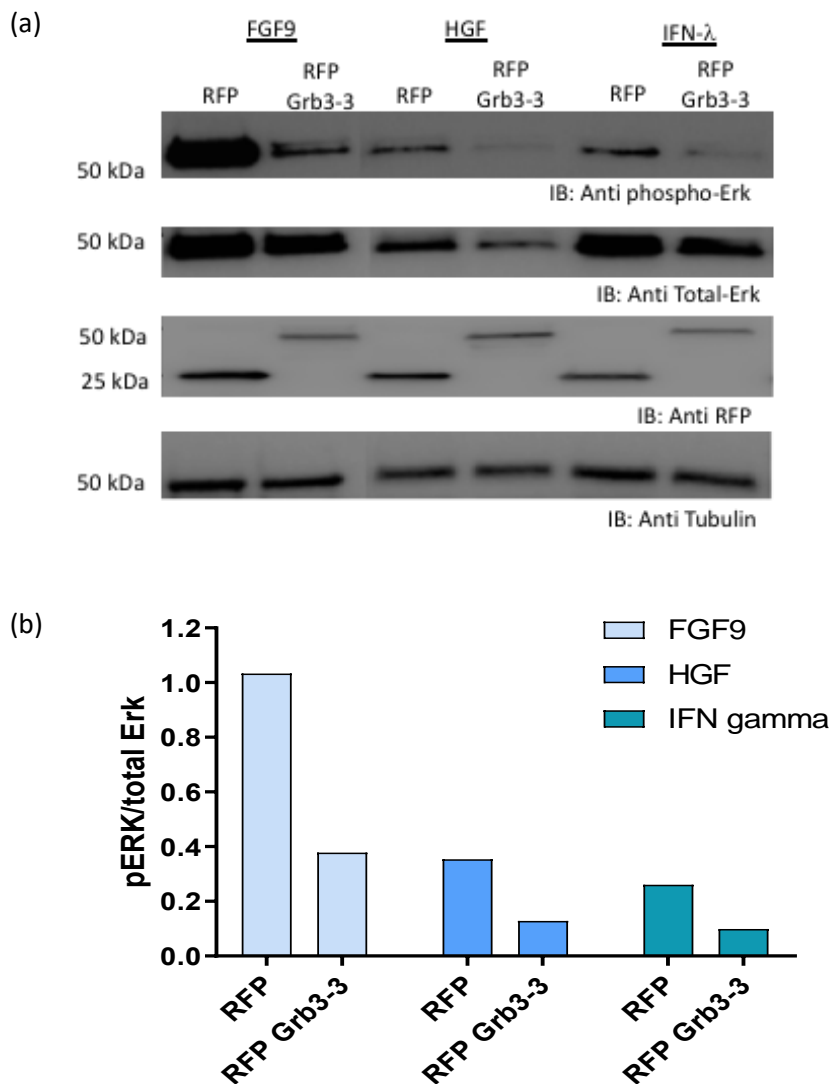 (a)
FGF9 HGF IFN-λ
RFP RFP Grb3-3 RFP RFP Grb3-3 RFP RFP Grb3-3
50 kDa
IB: Anti phospho-Erk
50 kDa
IB: Anti Total-Erk
50 kDa
25 kDa
IB: Anti RFP
50 kDa
IB: Anti Tubulin
(b)
pERK/total Erk
1.2
1.0
0.8
0.6
0.4
0.2
0.0
FGF9
HGF
IFN gamma
RFP
RFP Grb3-3
RFP
RFP Grb3-3
RFP
RFP Grb3-3